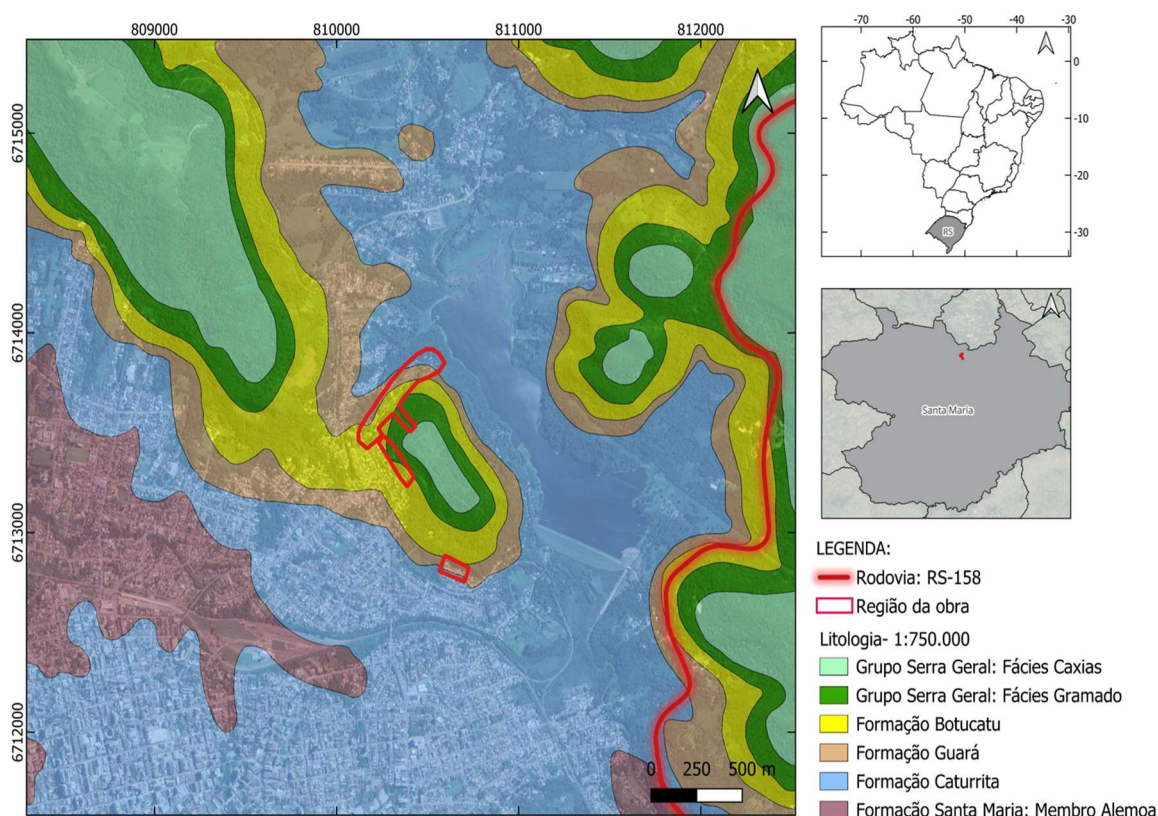 809000 810000 811000 812000
6715000
6714000
6713000
6712000
0 250 500 m
-70 -60 -50 -40 -30
0
-10
-20
-30
RS
Santa Maria
LEGENDA:
Rodovia: RS-158
Região da obra
Litologia- 1:750.000
Grupo Serra Geral: Fácies Caxias
Grupo Serra Geral: Fácies Gramado
Formação Botucatu
Formação Guará
Formação Caturrita
Formação Santa Maria: Membro Alemoa